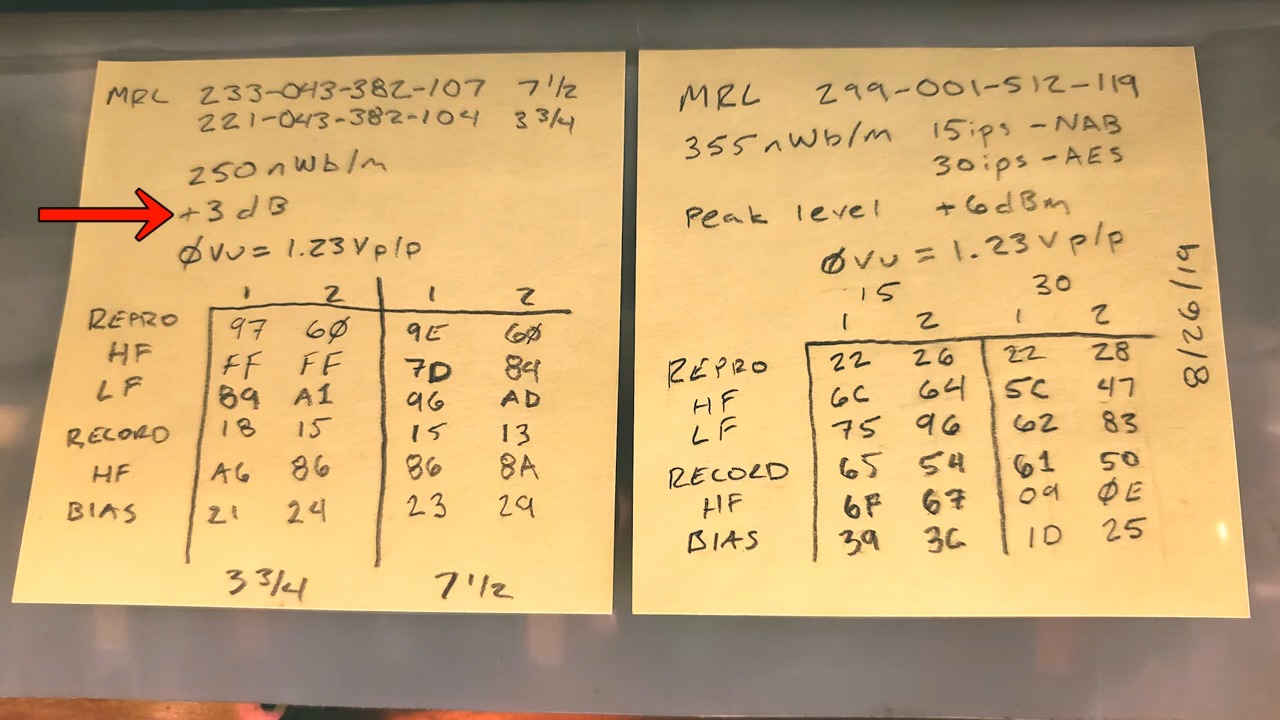 MRL 233-043-382-107 7 1/2
221-043-382-104 3 3/4
250 nWb/m
+3 dB
ØVU = 1.23 V p/p
1 2 1 2
REPRO 97 6Ø 9E 6Ø
HF FF FF 7D 84
LF 89 A1 96 AD
RECORD 18 15 15 13
HF A6 86 86 8A
BIAS 21 24 23 29
3 3/4 7 1/2
MRL 299-001-512-119
355 nWb/m 15ips - NAB
30ips - AES
Peak level +6dBm
ØVU = 1.23 V p/p
15 30
1 2 1 2
REPRO 22 26 22 28
HF 6C 64 5C 47
LF 75 96 62 83
RECORD 65 54 61 50
HF 6F 67 09 ØE
BIAS 39 3C 1D 25
8/26/19